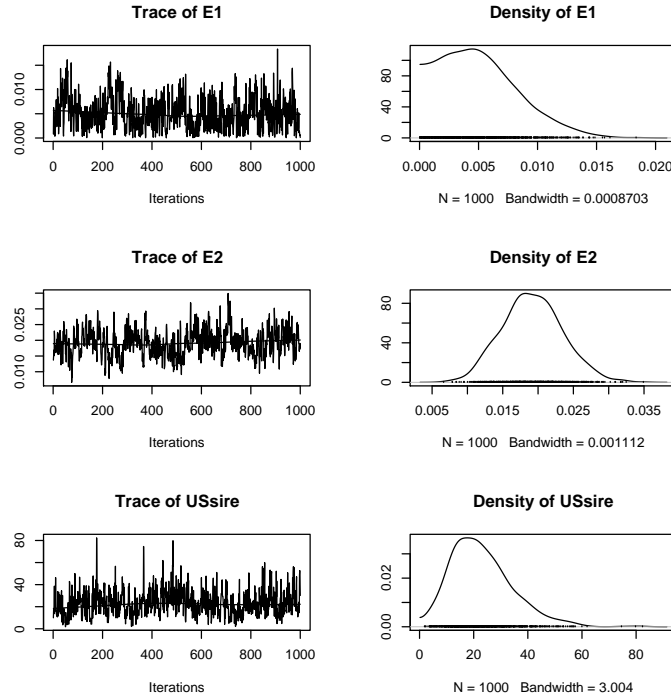 Trace of E1
0.000 0.010
0 200 400 600 800 1000
Iterations
Density of E1
0 40 80
0.000 0.005 0.010 0.015 0.020
N = 1000 Bandwidth = 0.0008703
Trace of E2
0.010 0.025
0 200 400 600 800 1000
Iterations
Density of E2
0 40 80
0.005 0.015 0.025 0.035
N = 1000 Bandwidth = 0.001112
Trace of USsire
0 20 40 60 80
0 200 400 600 800 1000
Iterations
Density of USsire
0.00 0.02
0 20 40 60 80
N = 1000 Bandwidth = 3.004